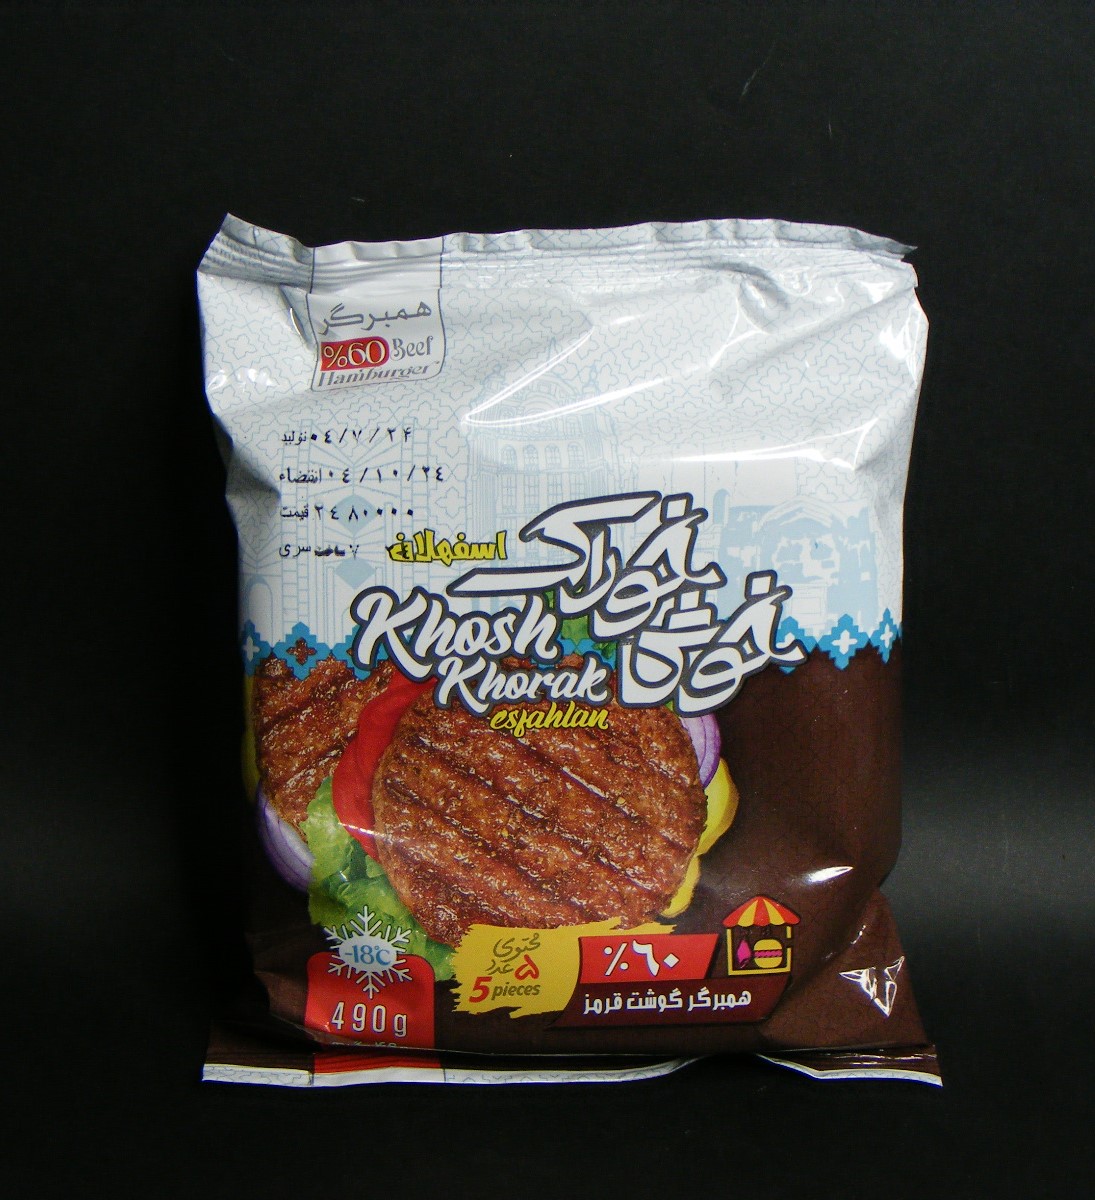 همبرگر
%60 Beef
Hamburger
تولید ۰۴/۷/۲۴
انقضاء ۰۴/۱۰/۲۴
قیمت ۲۴۸۰۰۰۰
سری ساخت ۷
خوش خوراک
اسفهلان
Khosh
Khorak
esfahlan
-18°C
490g
محتوی
۵ عدد
5 pieces
٪۶۰
همبرگر گوشت قرمز